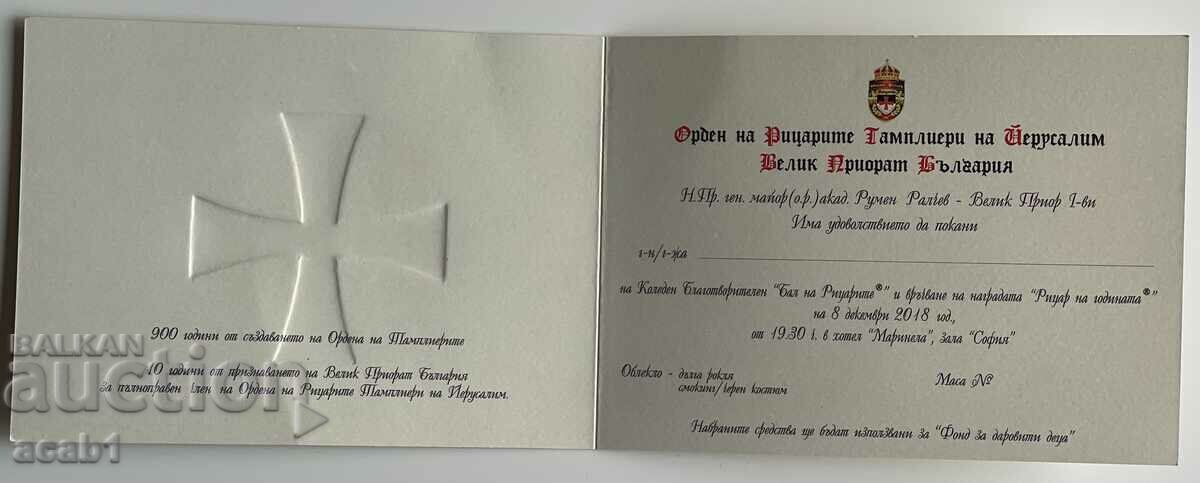 900 години от създаването на Ордена на Тамплиерите
10 години от признаването на Велик Приорат България
за пълноправен член на Ордена на Рицарите Тамплиери на Йерусалим.
BALKAN
auction
acab1
Орден на Рицарите Тамплиери на Йерусалим
Велик Приорат България
Н.Пр. ген. майор(о.р.)акад. Румен Ралчев - Велик Приор I-ви
Има удоволствието да покани
г-н/г-жа
на Коледен Благотворителен "Бал на Рицарите®" и връчване на наградата "Рицар на годината®"
на 8 декември 2018 год.,
от 19.30 ч. в хотел "Маринела", зала "София"
Облекло - дълга рокля
смокинг/черен костюм
Маса №
Набраните средства ще бъдат използвани за "Фонд за даровити деца"